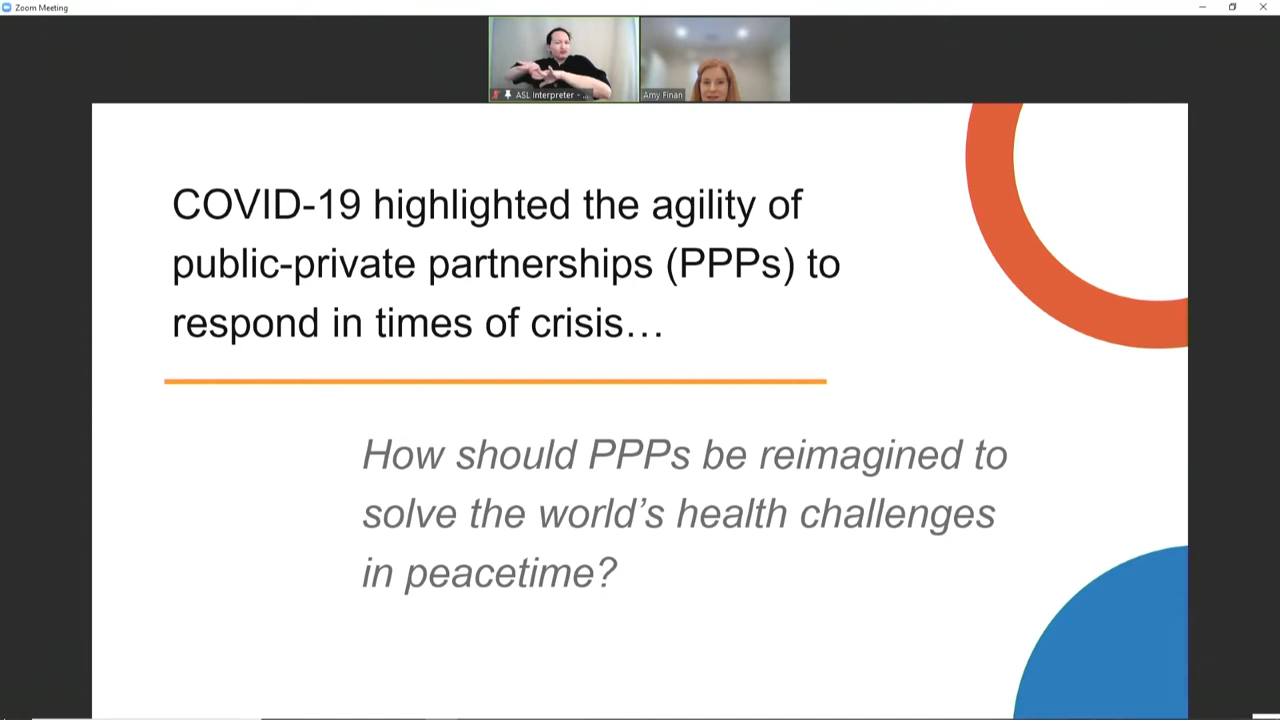 Zoom Meeting
ASL Interpreter - ...
Amy Finan
COVID-19 highlighted the agility of
public-private partnerships (PPPs) to
respond in times of crisis…
How should PPPs be reimagined to
solve the world’s health challenges
in peacetime?